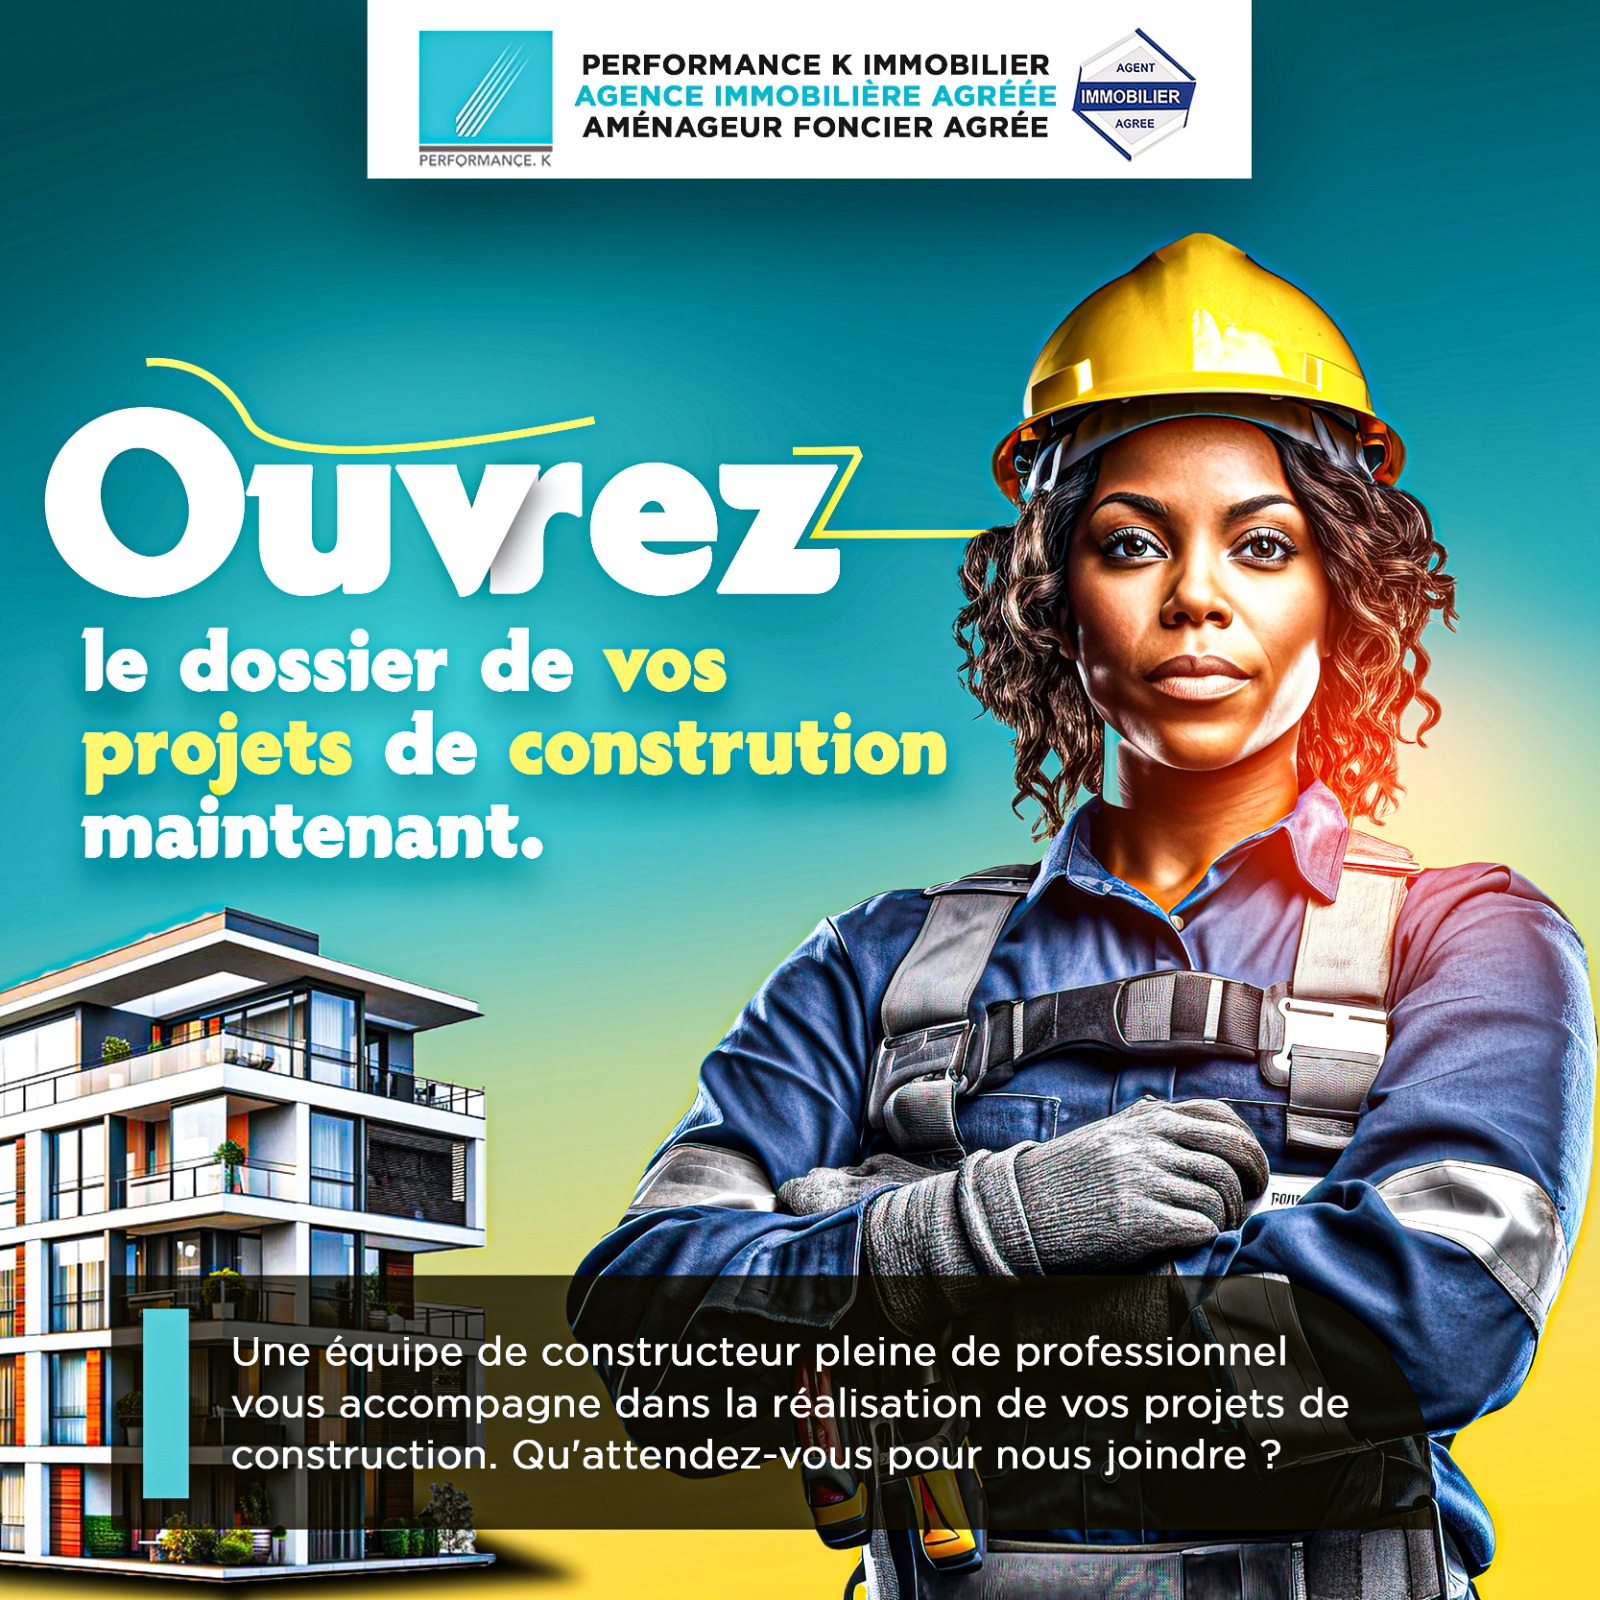 PERFORMANCE. K
PERFORMANCE K IMMOBILIER
AGENCE IMMOBILIÈRE AGRÉÉE
AMÉNAGEUR FONCIER AGRÉE
AGENT
IMMOBILIER
AGREE
Ouvrez
le dossier de vos
projets de constrution
maintenant.
Une équipe de constructeur pleine de professionnel
vous accompagne dans la réalisation de vos projets de
construction. Qu'attendez-vous pour nous joindre ?